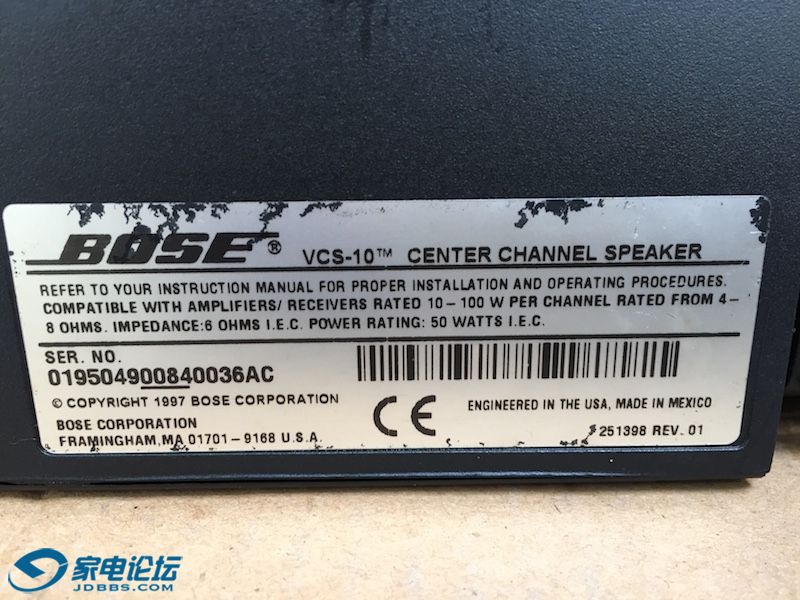 BOSE® VCS-10™ CENTER CHANNEL SPEAKER
REFER TO YOUR INSTRUCTION MANUAL FOR PROPER INSTALLATION AND OPERATING PROCEDURES.
COMPATIBLE WITH AMPLIFIERS/ RECEIVERS RATED 10-100 W PER CHANNEL RATED FROM 4-
8 OHMS. IMPEDANCE:6 OHMS I.E.C. POWER RATING: 50 WATTS I.E.C.
SER. NO.
019504900840036AC
© COPYRIGHT 1997 BOSE CORPORATION
BOSE CORPORATION
FRAMINGHAM,MA 01701-9168 U.S.A.
CE
ENGINEERED IN THE USA, MADE IN MEXICO
251398 REV. 01
家电论坛
JDBBS.COM